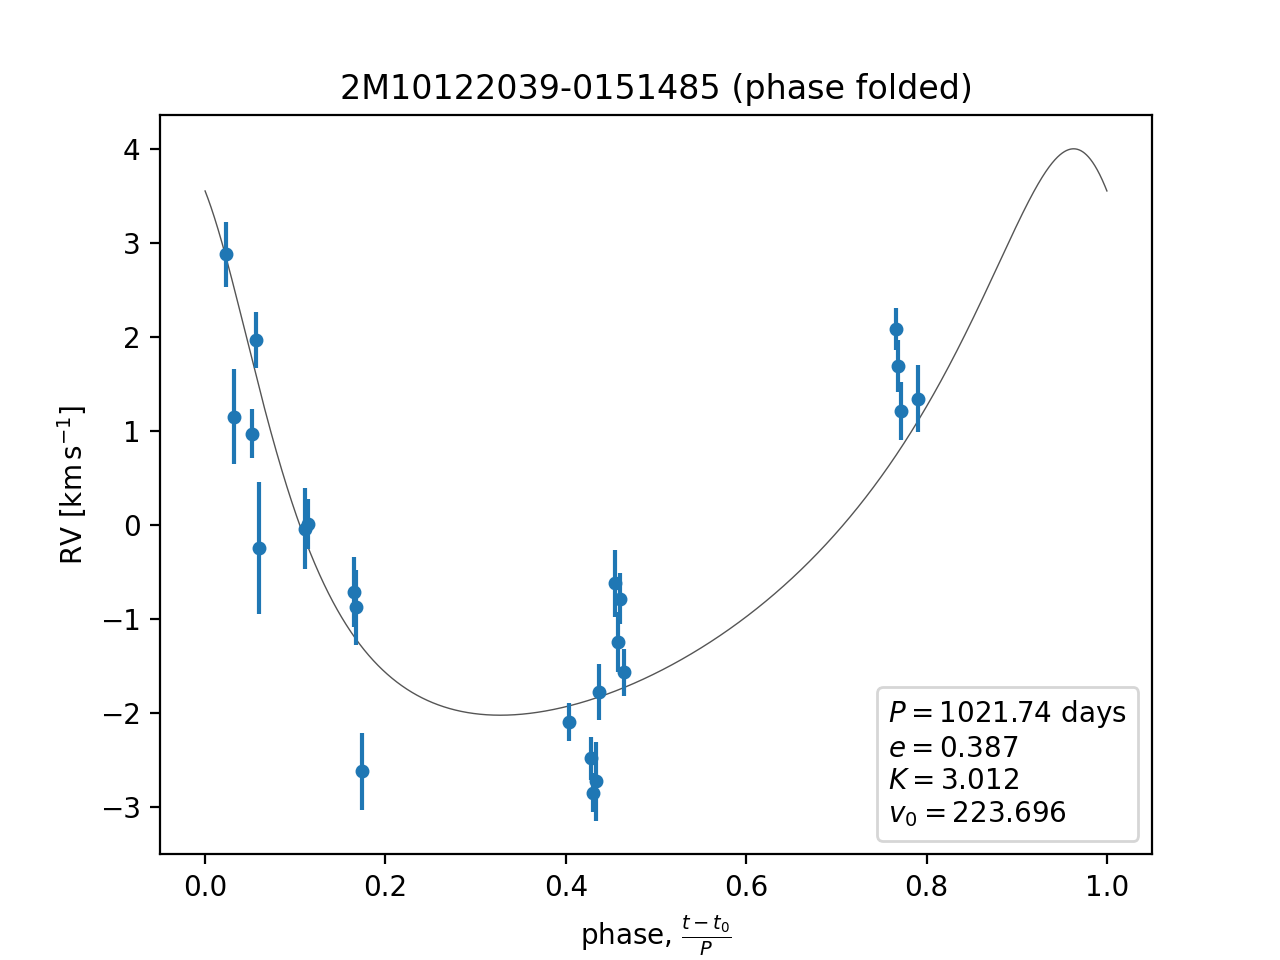 2M10122039-0151485 (phase folded)
RV [km s⁻¹]
4
3
2
1
0
−1
−2
−3
P = 1021.74 days
e = 0.387
K = 3.012
v₀ = 223.696
0.0 0.2 0.4 0.6 0.8 1.0
phase, (t − t₀)/P